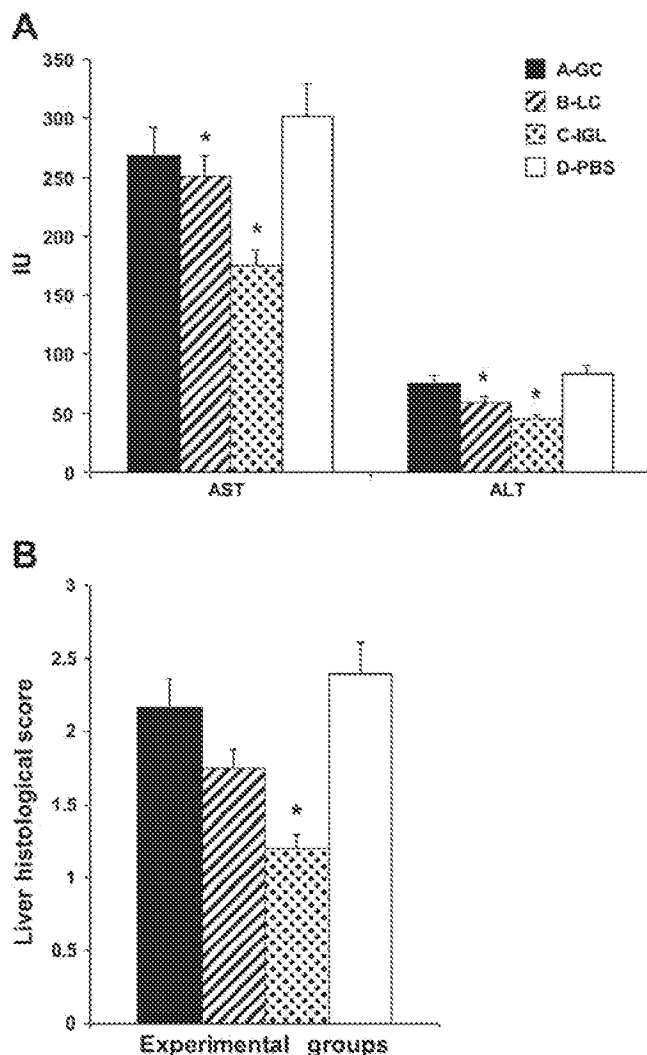 A
350
300
250
200
150
100
50
0
IU
A-GC
B-LC
C-IGL
D-PBS
*
*
*
*
AST
ALT
B
3
2.5
2
1.5
1
0.5
0
Liver histological score
*
Experimental groups